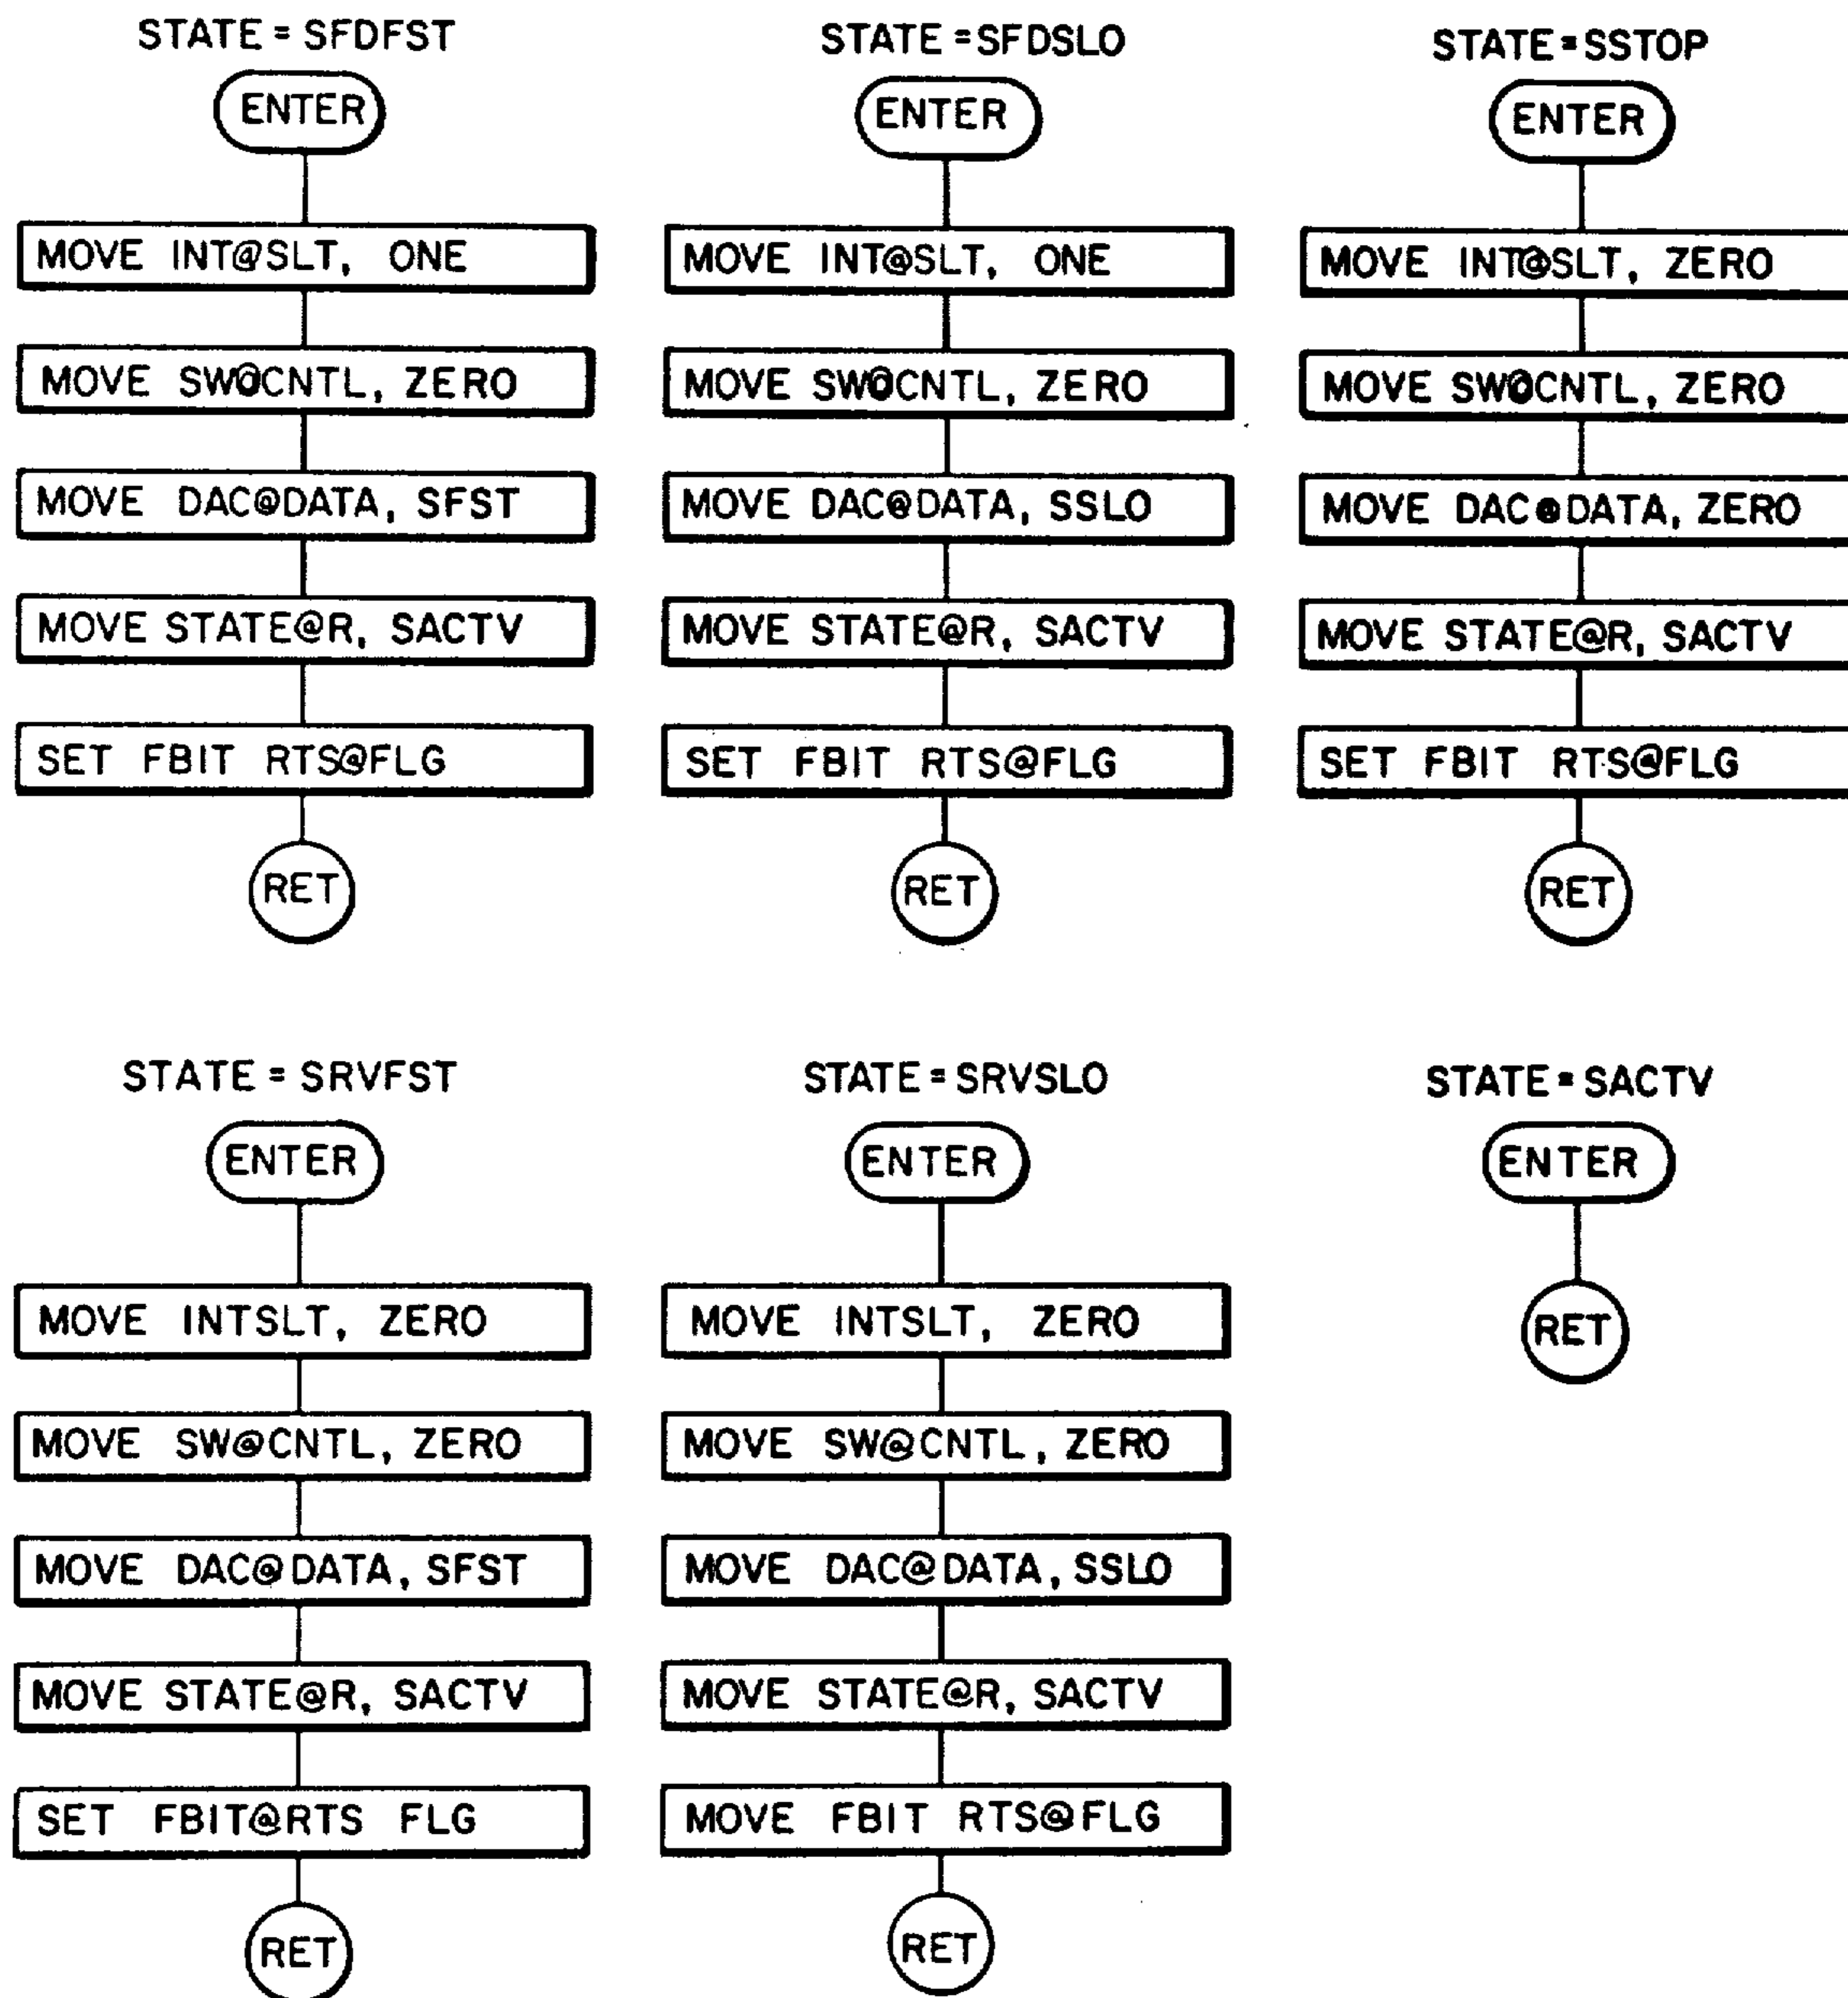 STATE = SFDFST
ENTER
MOVE INT@SLT, ONE
MOVE SW@CNTL, ZERO
MOVE DAC@DATA, SFST
MOVE STATE@R, SACTV
SET FBIT RTS@FLG
RET
STATE = SFDSLO
ENTER
MOVE INT@SLT, ONE
MOVE SW@CNTL, ZERO
MOVE DAC@DATA, SSLO
MOVE STATE@R, SACTV
SET FBIT RTS@FLG
RET
STATE = SSTOP
ENTER
MOVE INT@SLT, ZERO
MOVE SW@CNTL, ZERO
MOVE DAC@DATA, ZERO
MOVE STATE@R, SACTV
SET FBIT RTS@FLG
RET
STATE = SRVFST
ENTER
MOVE INTSLT, ZERO
MOVE SW@CNTL, ZERO
MOVE DAC@DATA, SFST
MOVE STATE@R, SACTV
SET FBIT@RTS FLG
RET
STATE = SRVSLO
ENTER
MOVE INTSLT, ZERO
MOVE SW@CNTL, ZERO
MOVE DAC@DATA, SSLO
MOVE STATE@R, SACTV
MOVE FBIT RTS@FLG
RET
STATE = SACTV
ENTER
RET